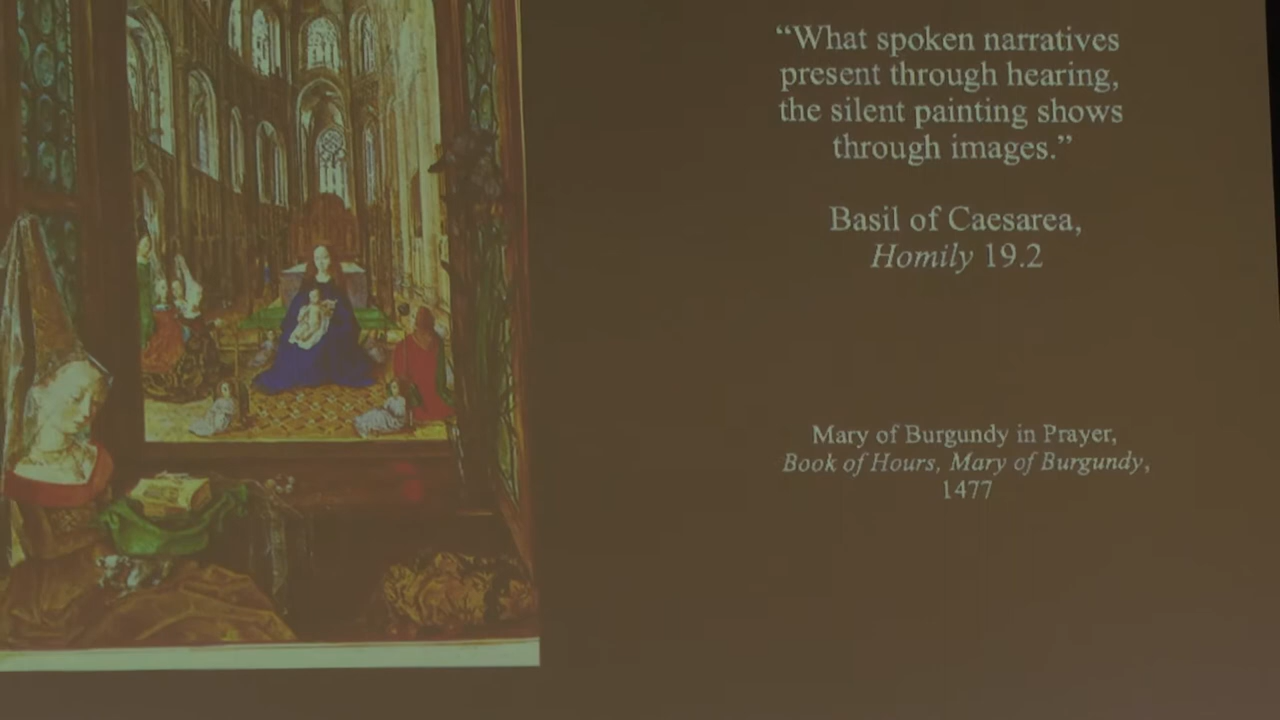 “What spoken narratives
present through hearing,
the silent painting shows
through images.”
Basil of Caesarea,
Homily 19.2
Mary of Burgundy in Prayer,
Book of Hours, Mary of Burgundy,
1477